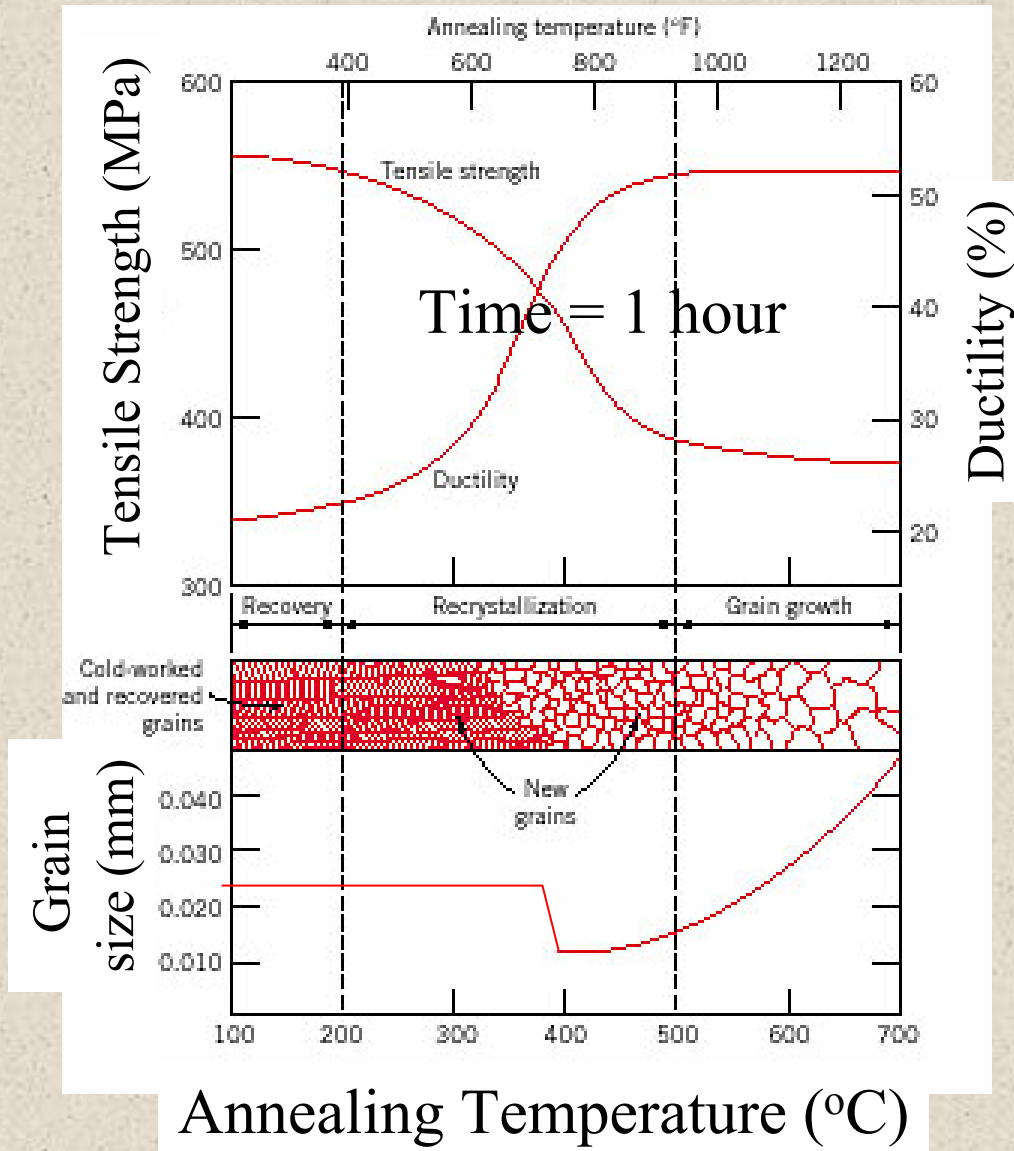 Annealing temperature (°F)
400 600 800 1000 1200
600 60
Tensile strength
50
500
Tensile Strength (MPa)
Time = 1 hour
40
Ductility (%)
400 30
Ductility
20
300
Recovery Recrystallization Grain growth
Cold-worked
and recovered
grains
New
grains
Grain
size (mm)
0.040
0.030
0.020
0.010
100 200 300 400 500 600 700
Annealing Temperature (oC)